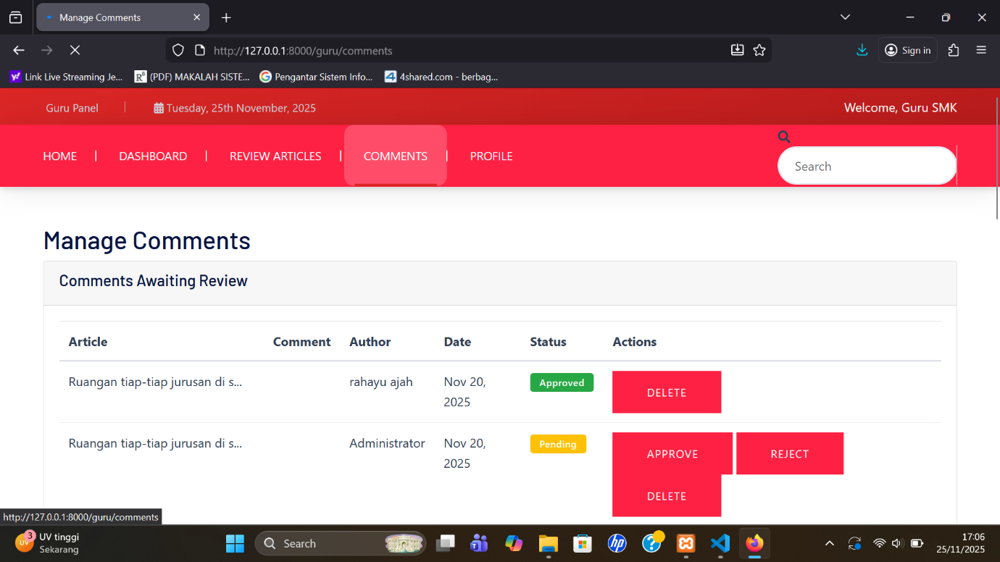 Manage Comments
http://127.0.0.1:8000/guru/comments
Sign in
Link Live Streaming Je...
(PDF) MAKALAH SISTE...
Pengantar Sistem Info...
4shared.com - berbag...
Guru Panel
Tuesday, 25th November, 2025
Welcome, Guru SMK
HOME
DASHBOARD
REVIEW ARTICLES
COMMENTS
PROFILE
Search
Manage Comments
Comments Awaiting Review
Article Comment Author Date Status Actions
Ruangan tiap-tiap jurusan di s... rahayu ajah Nov 20, Approved DELETE
2025
Ruangan tiap-tiap jurusan di s... Administrator Nov 20, Pending APPROVE REJECT
2025
DELETE
http://127.0.0.1:8000/guru/comments
3
UV
UV tinggi
Sekarang
Search
17:06
25/11/2025